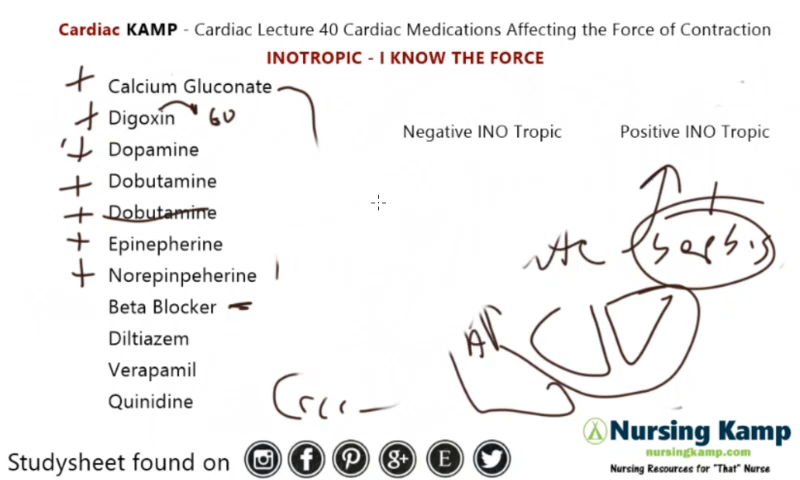 Cardiac KAMP - Cardiac Lecture 40 Cardiac Medications Affecting the Force of Contraction
INOTROPIC - I KNOW THE FORCE
+ Calcium Gluconate
+ Digoxin 60
+ Dopamine
+ Dobutamine
+ Dobutamine
+ Epinepherine
+ Norepinpeherine
Beta Blocker -
Diltiazem
Verapamil
Quinidine
Negative INO Tropic
Positive INO Tropic
Studysheet found on
Nursing Kamp
nursingkamp.com
Nursing Resources for "That" Nurse